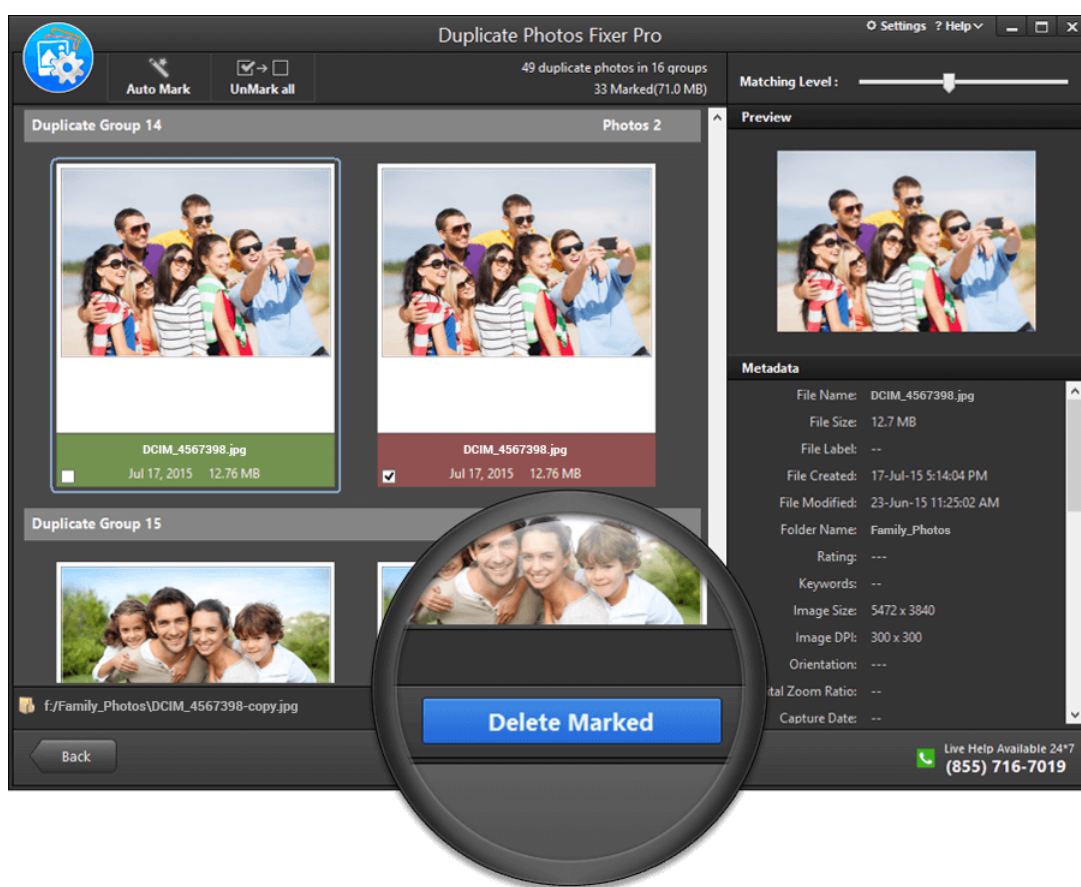 Duplicate Photos Fixer Pro
Settings ? Help
Auto Mark
UnMark all
49 duplicate photos in 16 groups
33 Marked(71.0 MB)
Matching Level :
Duplicate Group 14 Photos 2
DCIM_4567398.jpg
Jul 17, 2015 12.76 MB
DCIM_4567398.jpg
Jul 17, 2015 12.76 MB
Duplicate Group 15
f:/Family_Photos\DCIM_4567398-copy.jpg
Delete Marked
Back
Preview
Metadata
File Name: DCIM_4567398.jpg
File Size: 12.7 MB
File Label: --
File Created: 17-Jul-15 5:14:04 PM
File Modified: 23-Jun-15 11:25:02 AM
Folder Name: Family_Photos
Rating: ---
Keywords: --
Image Size: 5472 x 3840
Image DPI: 300 x 300
Orientation: ---
tal Zoom Ratio: --
Capture Date: --
Live Help Available 24*7
(855) 716-7019